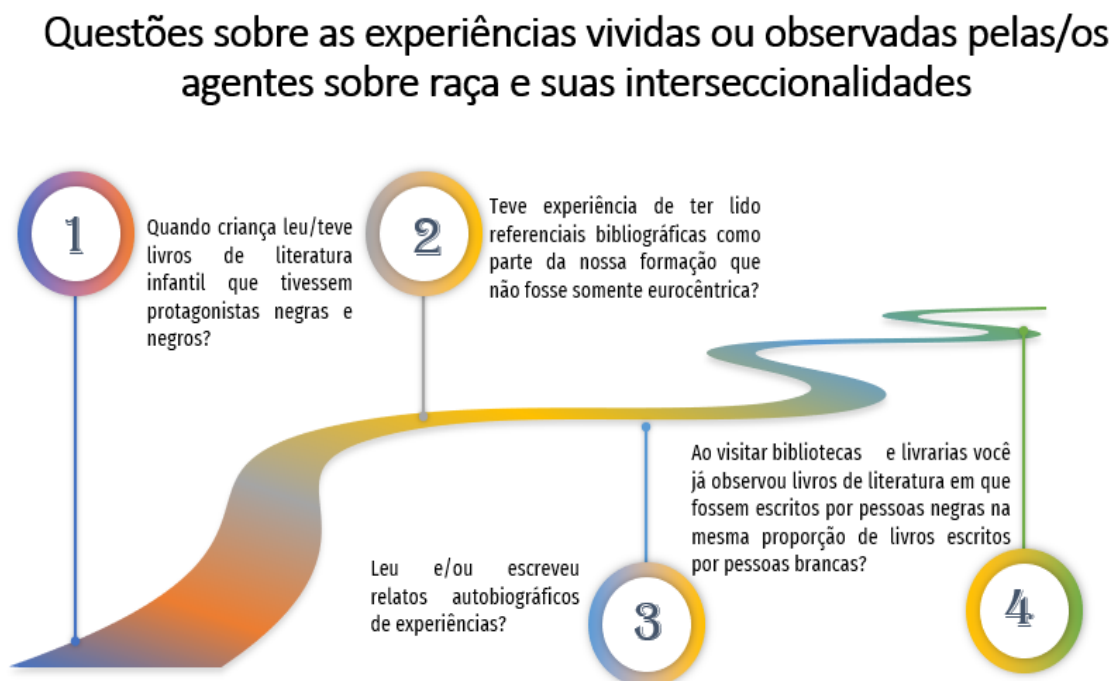 Questões sobre as experiências vividas ou observadas pelas/os
agentes sobre raça e suas interseccionalidades
1
Quando criança leu/teve
livros de literatura
infantil que tivessem
protagonistas negras e
negros?
2
Teve experiência de ter lido
referenciais bibliográficas como
parte da nossa formação que
não fosse somente eurocêntrica?
Leu e/ou escreveu
relatos autobiográficos
de experiências?
3
Ao visitar bibliotecas e livrarias você
já observou livros de literatura em que
fossem escritos por pessoas negras na
mesma proporção de livros escritos
por pessoas brancas?
4